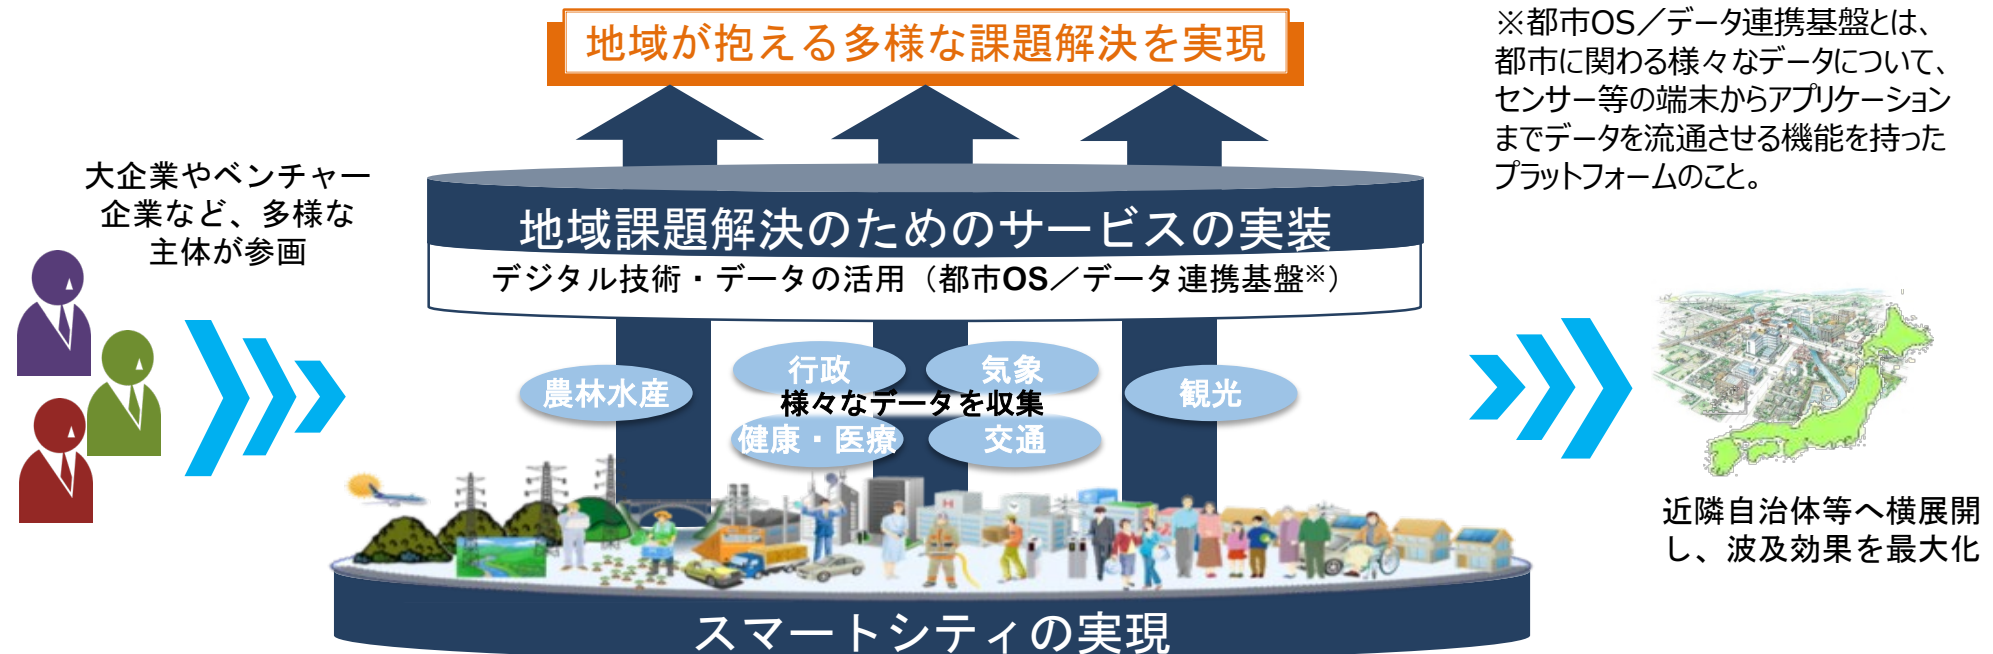 地域が抱える多様な課題解決を実現
※都市OS／データ連携基盤とは、
都市に関わる様々なデータについて、
センサー等の端末からアプリケーション
までデータを流通させる機能を持った
プラットフォームのこと。
大企業やベンチャー
企業など、多様な
主体が参画
地域課題解決のためのサービスの実装
デジタル技術・データの活用（都市OS／データ連携基盤※）
農林水産
行政
気象
観光
様々なデータを収集
健康・医療
交通
近隣自治体等へ横展開
し、波及効果を最大化
スマートシティの実現